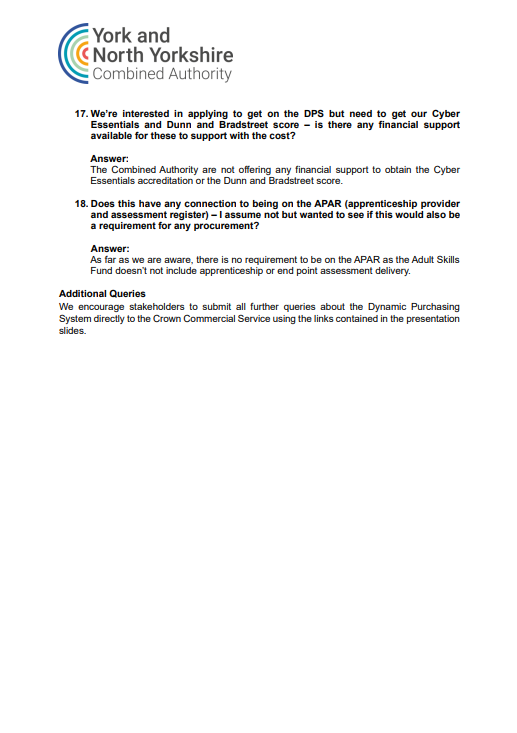 York and
North Yorkshire
Combined Authority
17. We're interested in applying to get on the DPS but need to get our Cyber
Essentials and Dunn and Bradstreet score – is there any financial support
available for these to support with the cost?
Answer:
The Combined Authority are not offering any financial support to obtain the Cyber
Essentials accreditation or the Dunn and Bradstreet score.
18. Does this have any connection to being on the APAR (apprenticeship provider
and assessment register) – I assume not but wanted to see if this would also be
a requirement for any procurement?
Answer:
As far as we are aware, there is no requirement to be on the APAR as the Adult Skills
Fund doesn't not include apprenticeship or end point assessment delivery.
Additional Queries
We encourage stakeholders to submit all further queries about the Dynamic Purchasing
System directly to the Crown Commercial Service using the links contained in the presentation
slides.